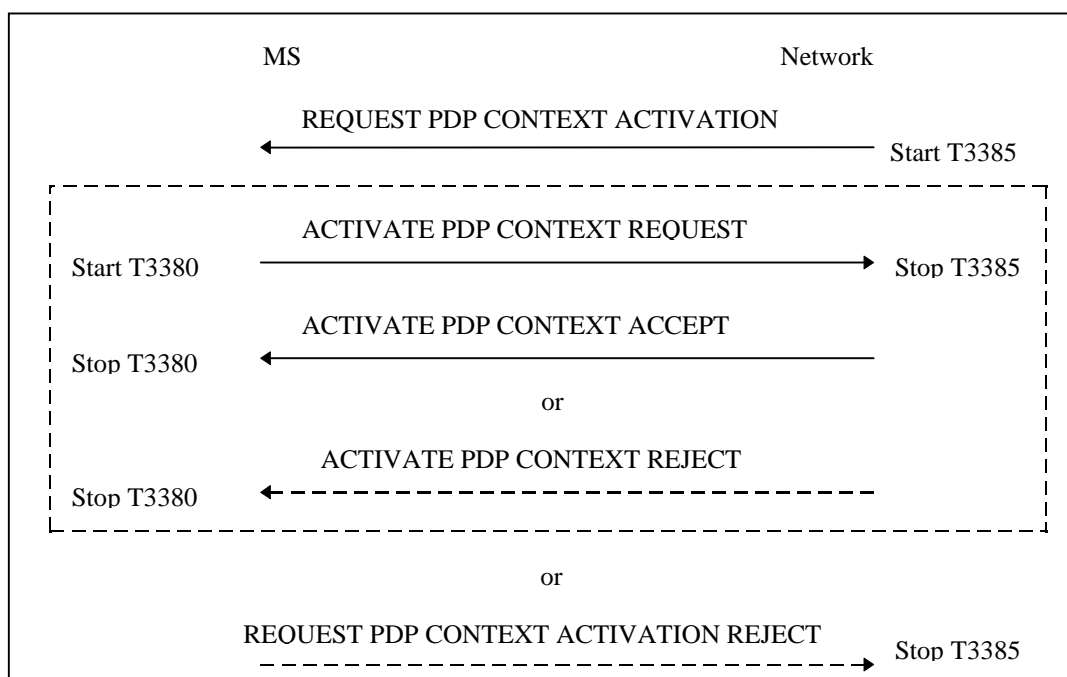 MS Network
REQUEST PDP CONTEXT ACTIVATION
Start T3385
ACTIVATE PDP CONTEXT REQUEST
Start T3380 Stop T3385
ACTIVATE PDP CONTEXT ACCEPT
Stop T3380
or
ACTIVATE PDP CONTEXT REJECT
Stop T3380
or
REQUEST PDP CONTEXT ACTIVATION REJECT
Stop T3385